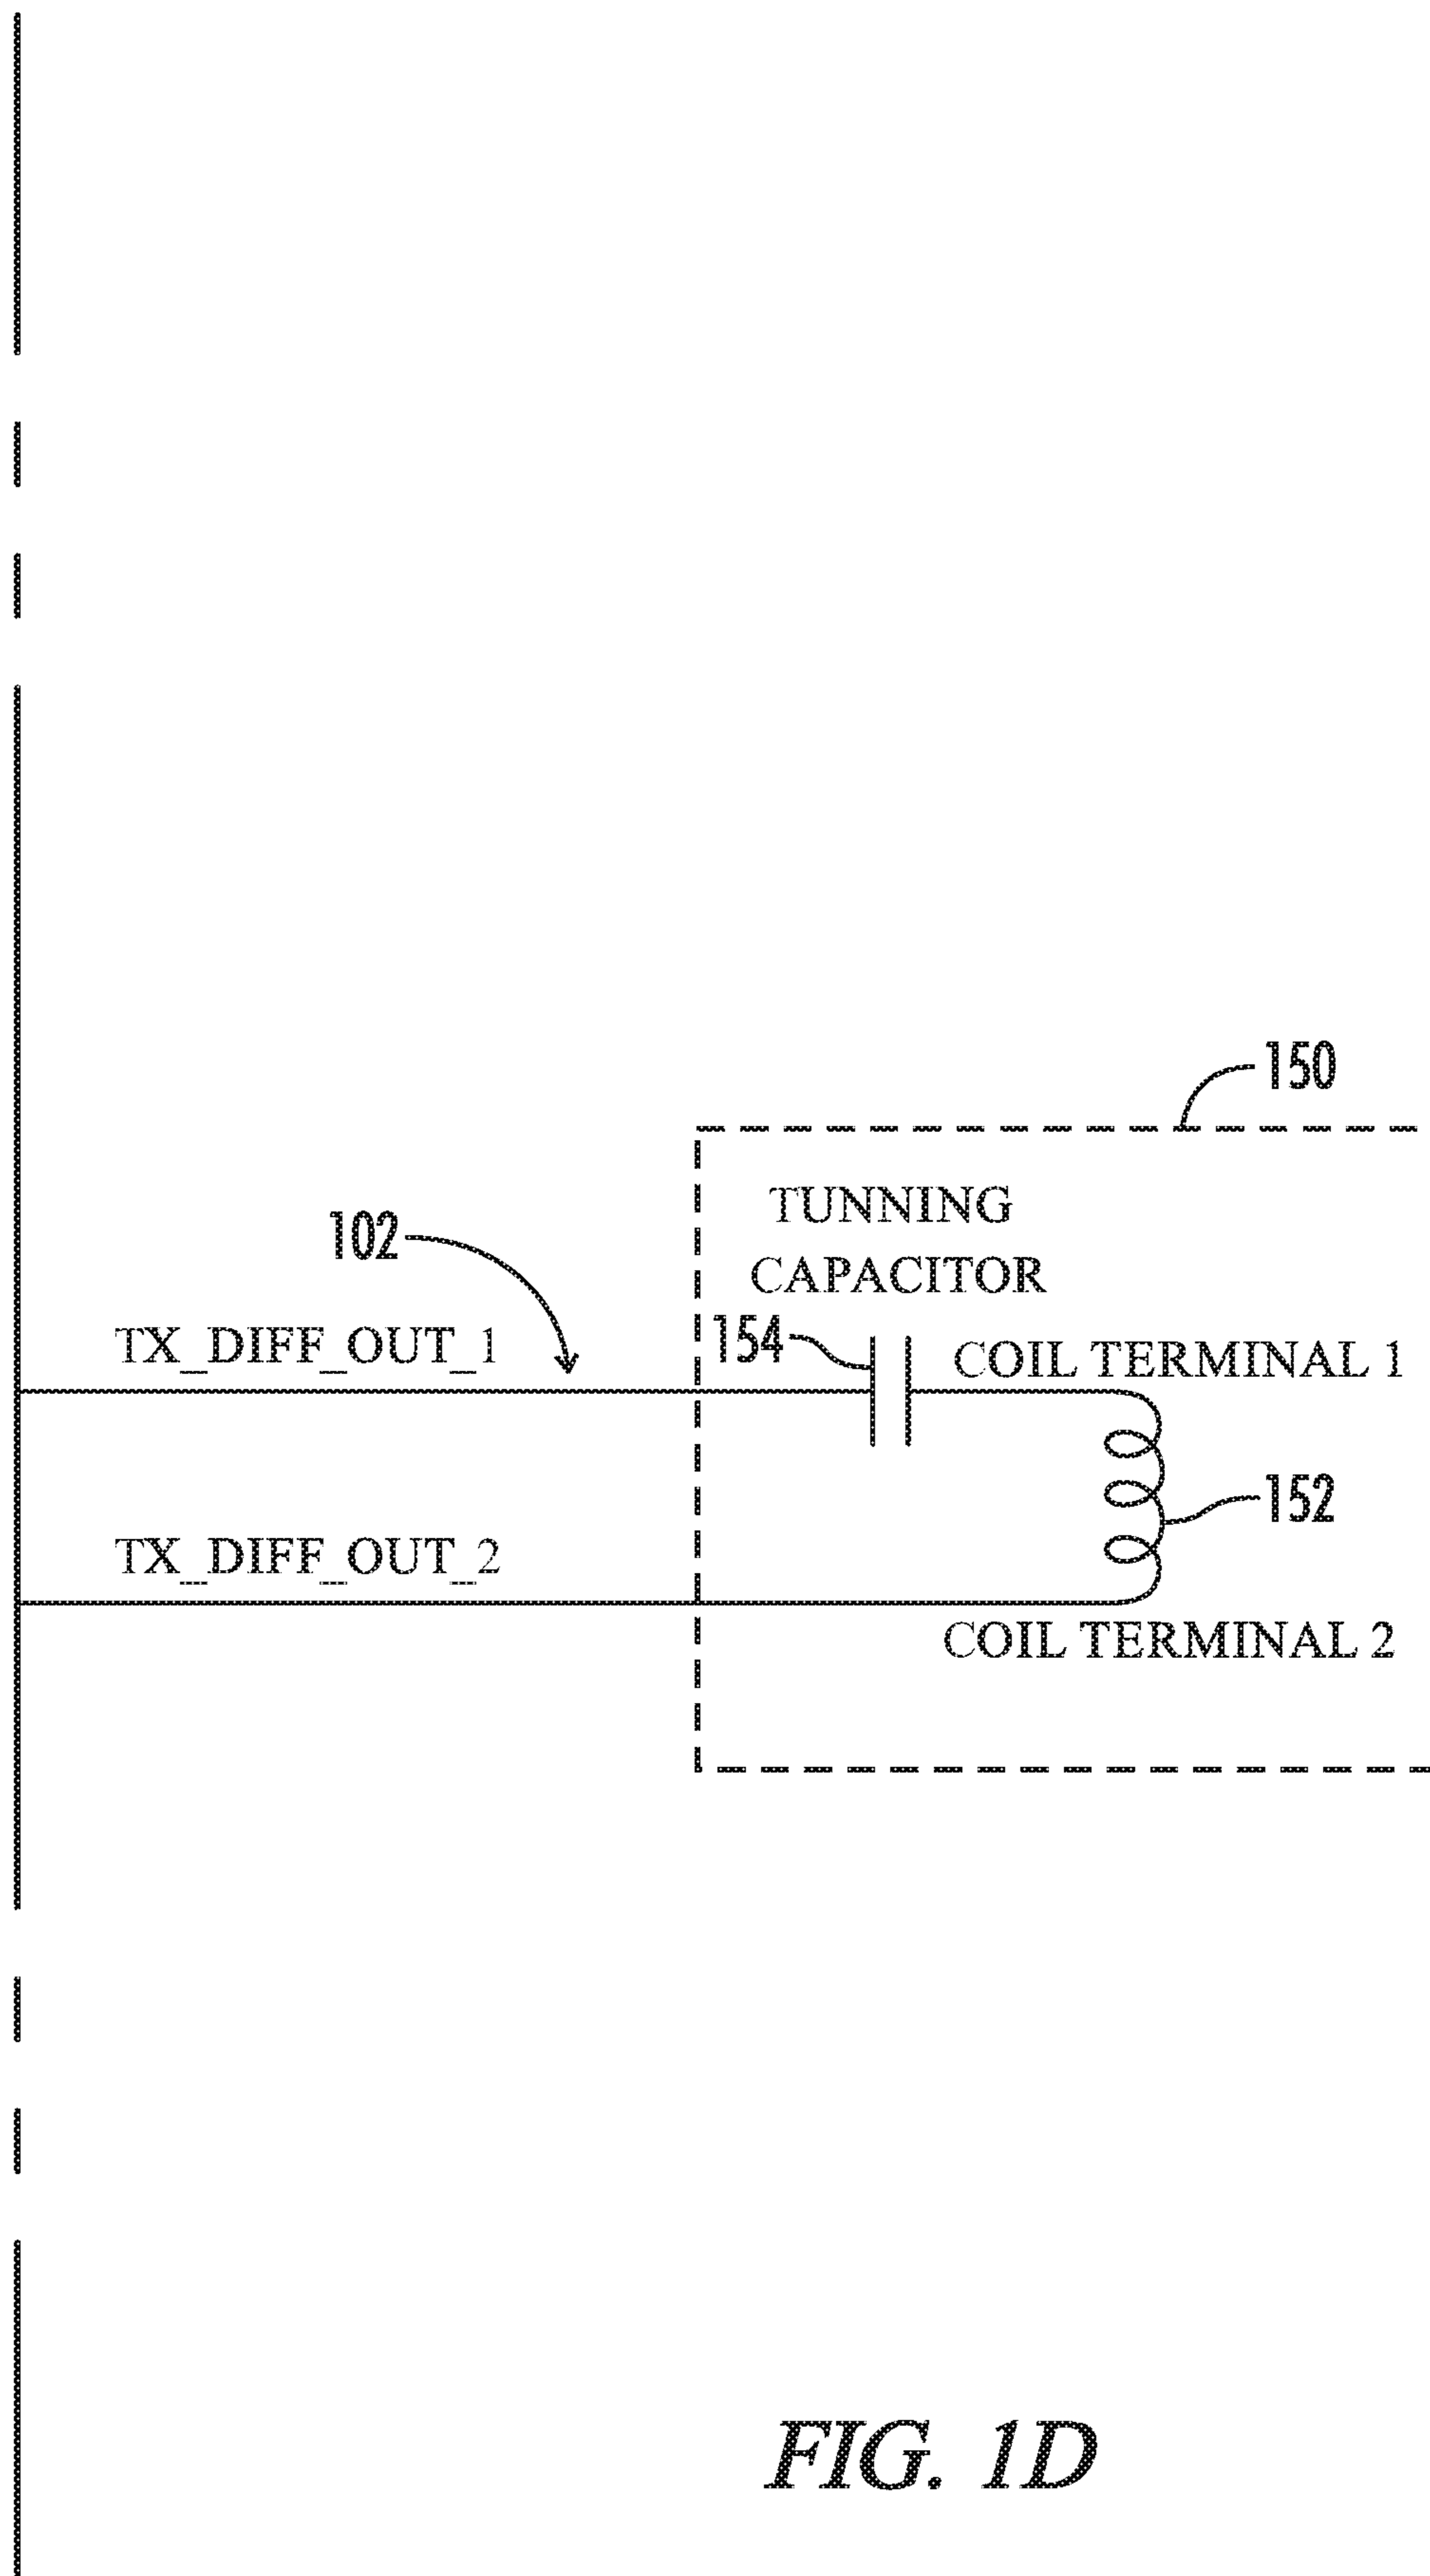 150
TUNNING
CAPACITOR
102
154
TX_DIFF_OUT_1
COIL TERMINAL 1
152
TX_DIFF_OUT_2
COIL TERMINAL 2
FIG. 1D